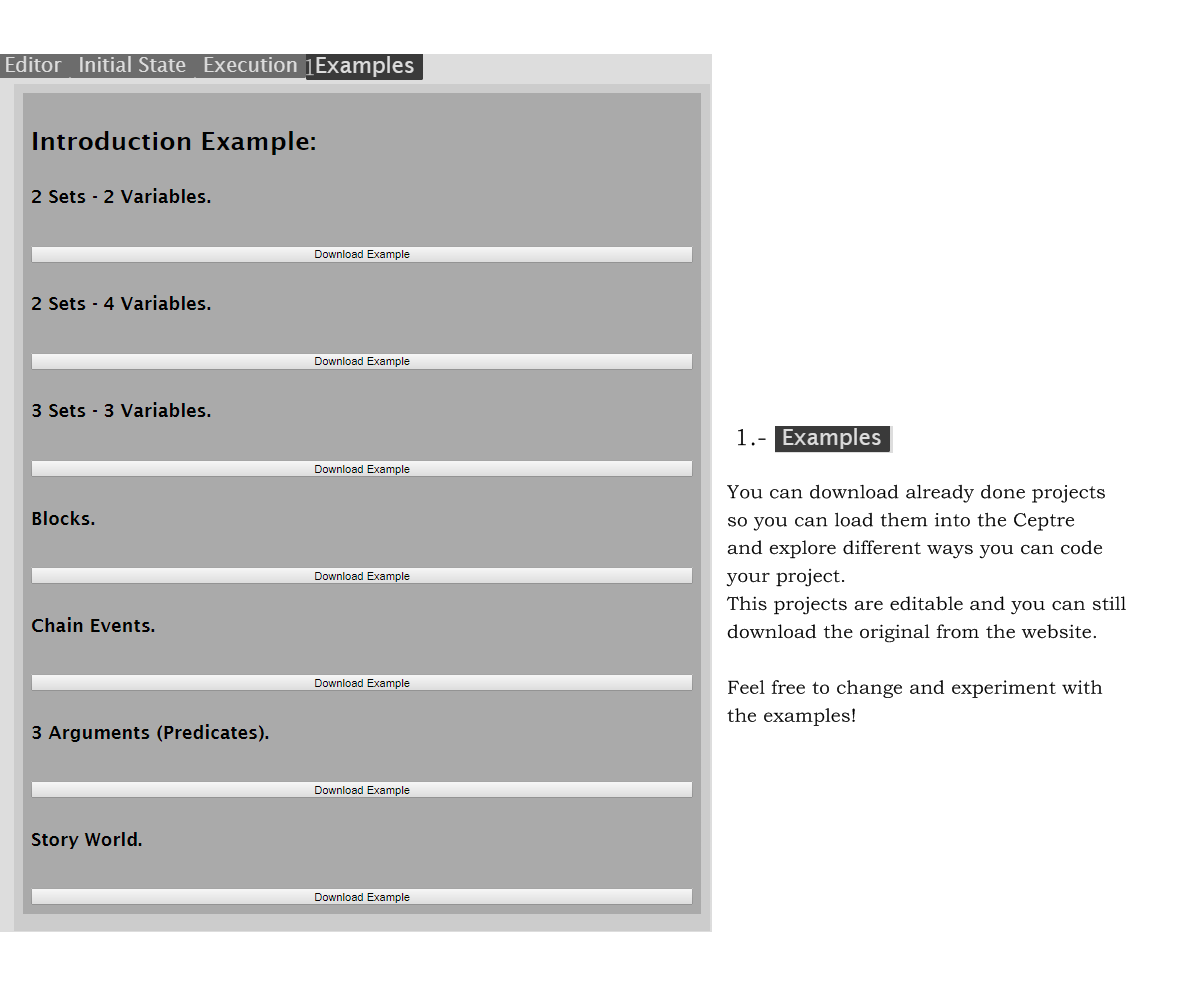 Editor Initial State Execution 1 Examples
Introduction Example:
2 Sets - 2 Variables.
Download Example
2 Sets - 4 Variables.
Download Example
3 Sets - 3 Variables.
Download Example
Blocks.
Download Example
Chain Events.
Download Example
3 Arguments (Predicates).
Download Example
Story World.
Download Example
1.- Examples
You can download already done projects
so you can load them into the Ceptre
and explore different ways you can code
your project.
This projects are editable and you can still
download the original from the website.
Feel free to change and experiment with
the examples!